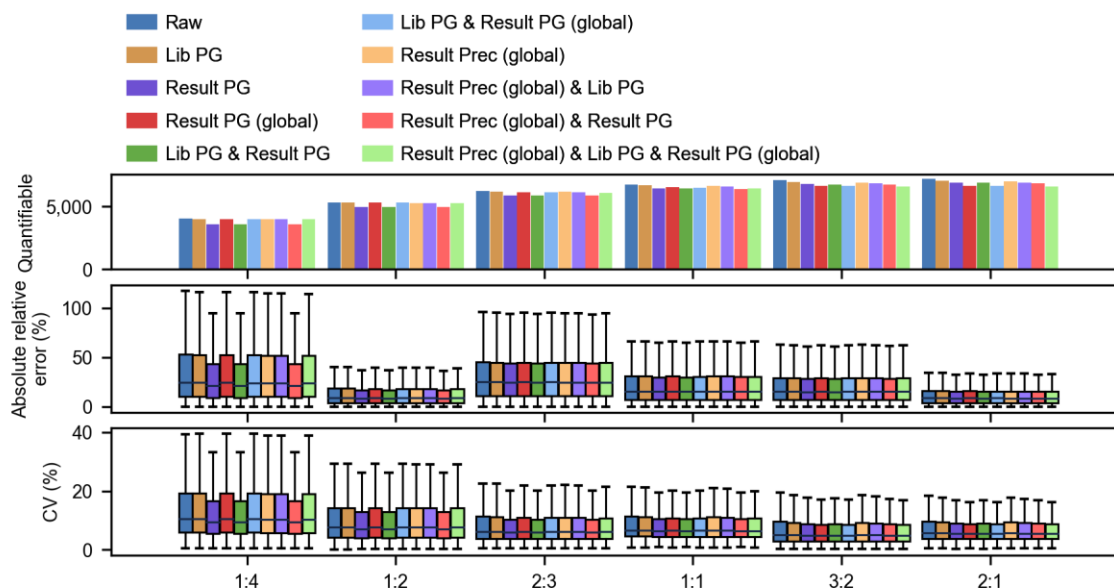 Raw
Lib PG
Result PG
Result PG (global)
Lib PG & Result PG
Lib PG & Result PG (global)
Result Prec (global)
Result Prec (global) & Lib PG
Result Prec (global) & Result PG
Result Prec (global) & Lib PG & Result PG (global)
Quantifiable
5,000
0
Absolute relative
error (%)
100
50
0
CV (%)
40
20
0
1:4 1:2 2:3 1:1 3:2 2:1